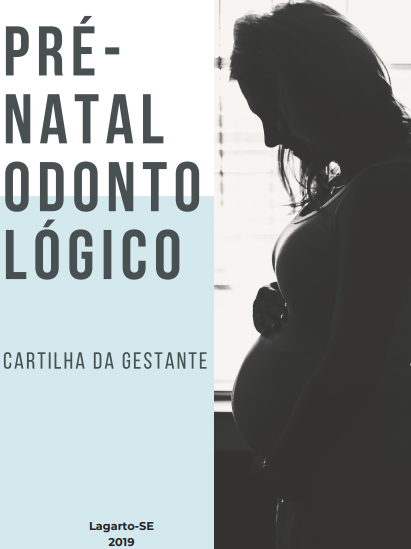 PRÉ-
NATAL
ODONTO
LÓGICO
CARTILHA DA GESTANTE
Lagarto-SE
2019